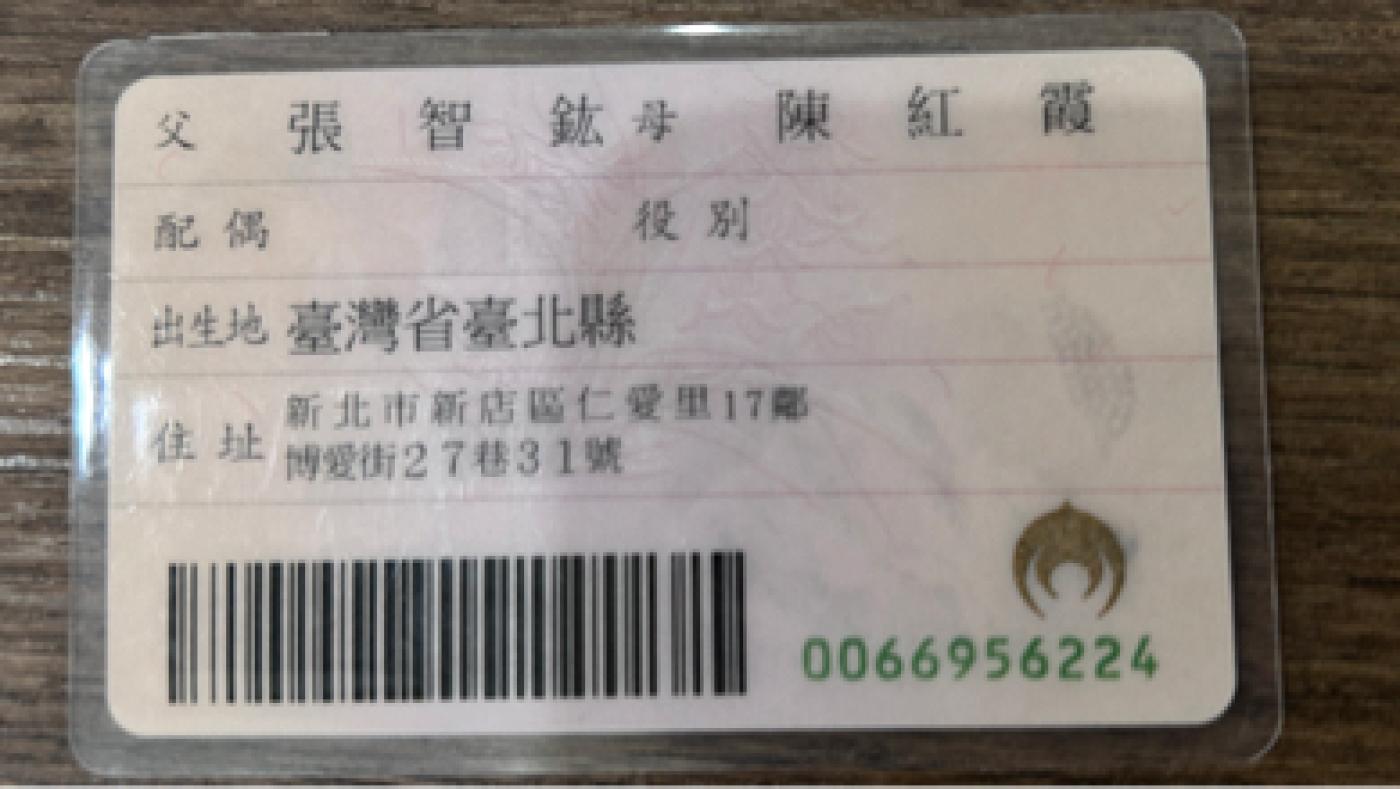 父 張智鈜 母 陳紅霞
配偶 役別
出生地 臺灣省臺北縣
住址 新北市新店區仁愛里17鄰
博愛街27巷31號
0066956224